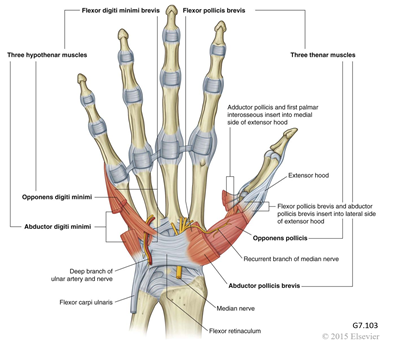 Flexor digiti minimi brevis
Flexor pollicis brevis
Three hypothenar muscles
Three thenar muscles
Adductor pollicis and first palmar
interosseous insert into medial
side of extensor hood
Extensor hood
Opponens digiti minimi
Flexor pollicis brevis and abductor
pollicis brevis insert into lateral side
of extensor hood
Abductor digiti minimi
Opponens pollicis
Recurrent branch of median nerve
Deep branch of
ulnar artery and nerve
Abductor pollicis brevis
Flexor carpi ulnaris
Median nerve
Flexor retinaculum
G7.103
© 2015 Elsevier